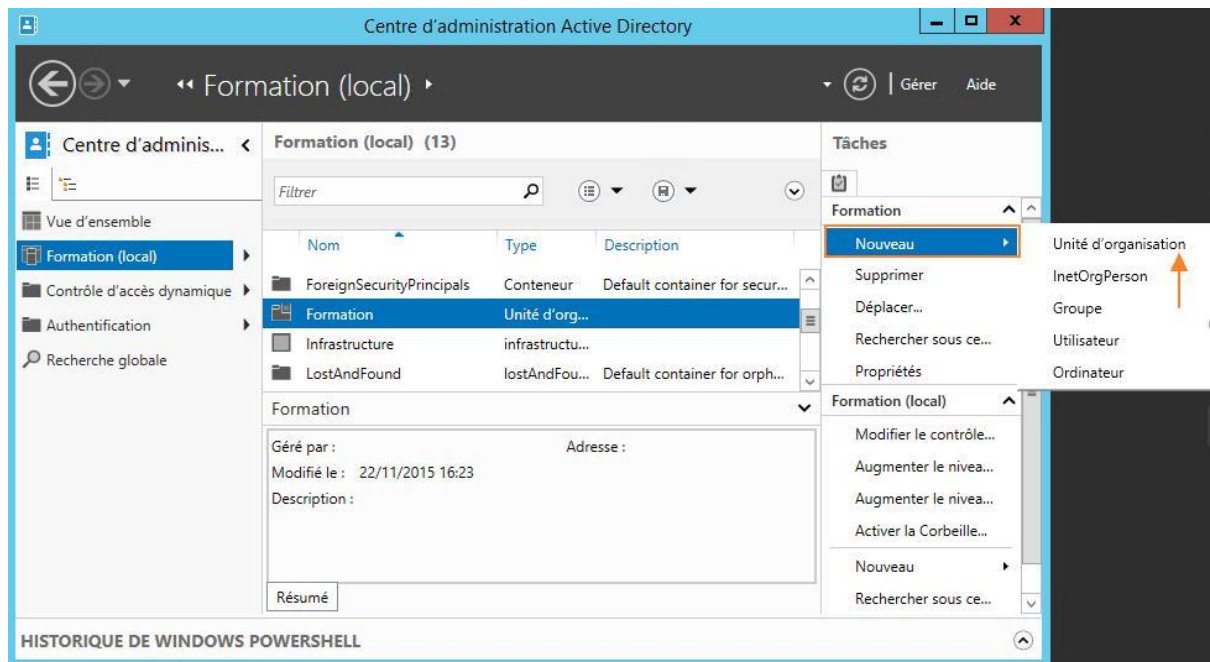 Centre d'administration Active Directory
Formation (local)
Gérer Aide
Centre d'adminis...
Vue d'ensemble
Formation (local)
Contrôle d'accès dynamique
Authentification
Recherche globale
Formation (local) (13)
Filtrer
Nom Type Description
ForeignSecurityPrincipals Conteneur Default container for secur...
Formation Unité d'org...
Infrastructure infrastructu...
LostAndFound lostAndFou... Default container for orph...
Formation
Géré par : Adresse :
Modifié le : 22/11/2015 16:23
Description :
Résumé
Tâches
Formation
Nouveau
Supprimer
Déplacer...
Rechercher sous ce...
Propriétés
Formation (local)
Modifier le contrôle...
Augmenter le nivea...
Augmenter le nivea...
Activer la Corbeille...
Nouveau
Rechercher sous ce...
Unité d'organisation
InetOrgPerson
Groupe
Utilisateur
Ordinateur
HISTORIQUE DE WINDOWS POWERSHELL